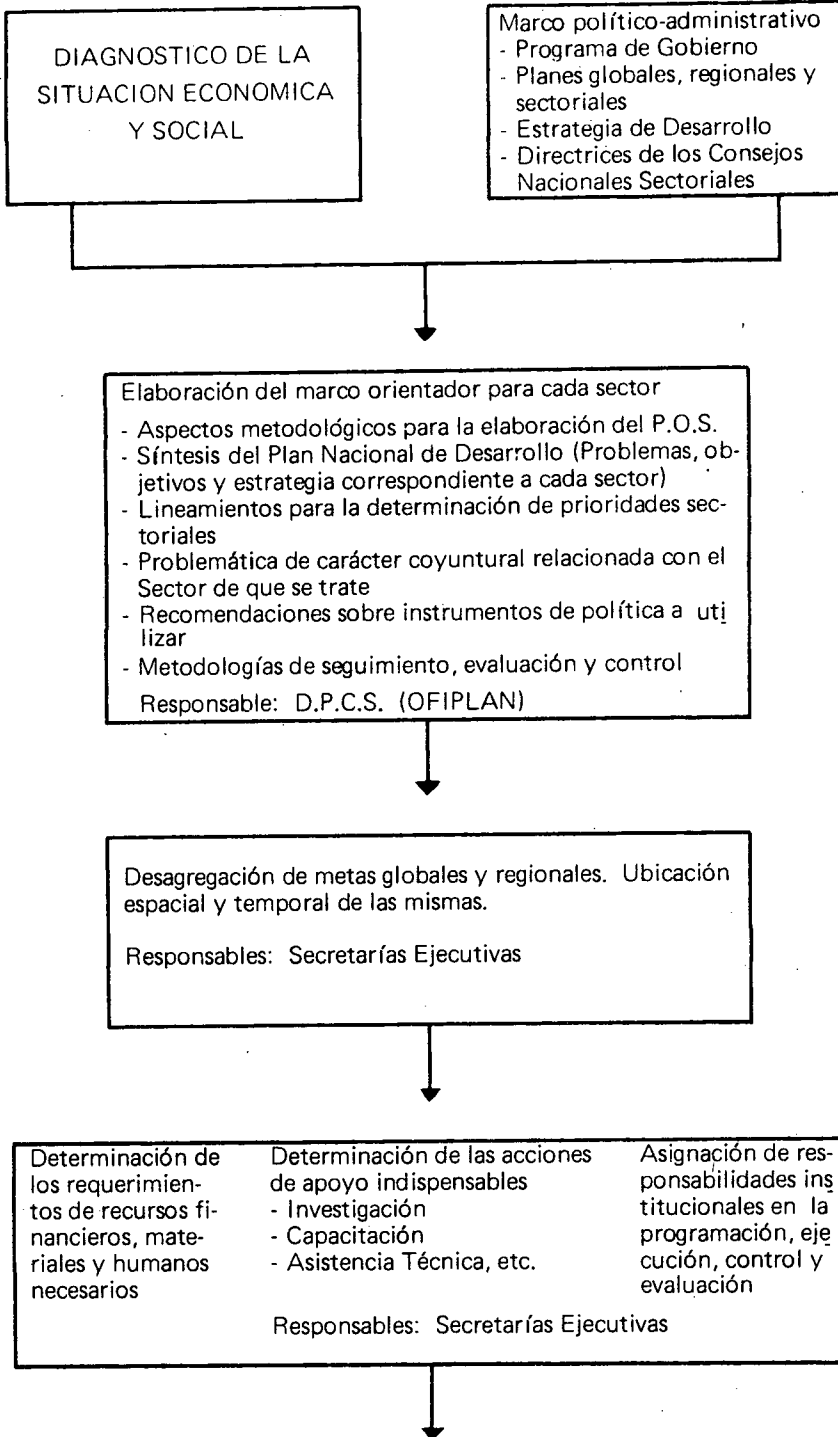 DIAGNOSTICO DE LA
SITUACION ECONOMICA
Y SOCIAL
Marco político-administrativo
- Programa de Gobierno
- Planes globales, regionales y
sectoriales
- Estrategia de Desarrollo
- Directrices de los Consejos
Nacionales Sectoriales
Elaboración del marco orientador para cada sector
- Aspectos metodológicos para la elaboración del P.O.S.
- Síntesis del Plan Nacional de Desarrollo (Problemas, ob-
jetivos y estrategia correspondiente a cada sector)
- Lineamientos para la determinación de prioridades sec-
toriales
- Problemática de carácter coyuntural relacionada con el
Sector de que se trate
- Recomendaciones sobre instrumentos de política a uti
lizar
- Metodologías de seguimiento, evaluación y control
Responsable: D.P.C.S. (OFIPLAN)
Desagregación de metas globales y regionales. Ubicación
espacial y temporal de las mismas.
Responsables: Secretarías Ejecutivas
Determinación de
los requerimien-
tos de recursos fi-
nancieros, mate-
riales y humanos
necesarios
Determinación de las acciones
de apoyo indispensables
- Investigación
- Capacitación
- Asistencia Técnica, etc.
Asignación de res-
ponsabilidades ins
titucionales en la
programación, eje
cución, control y
evaluación
Responsables: Secretarías Ejecutivas